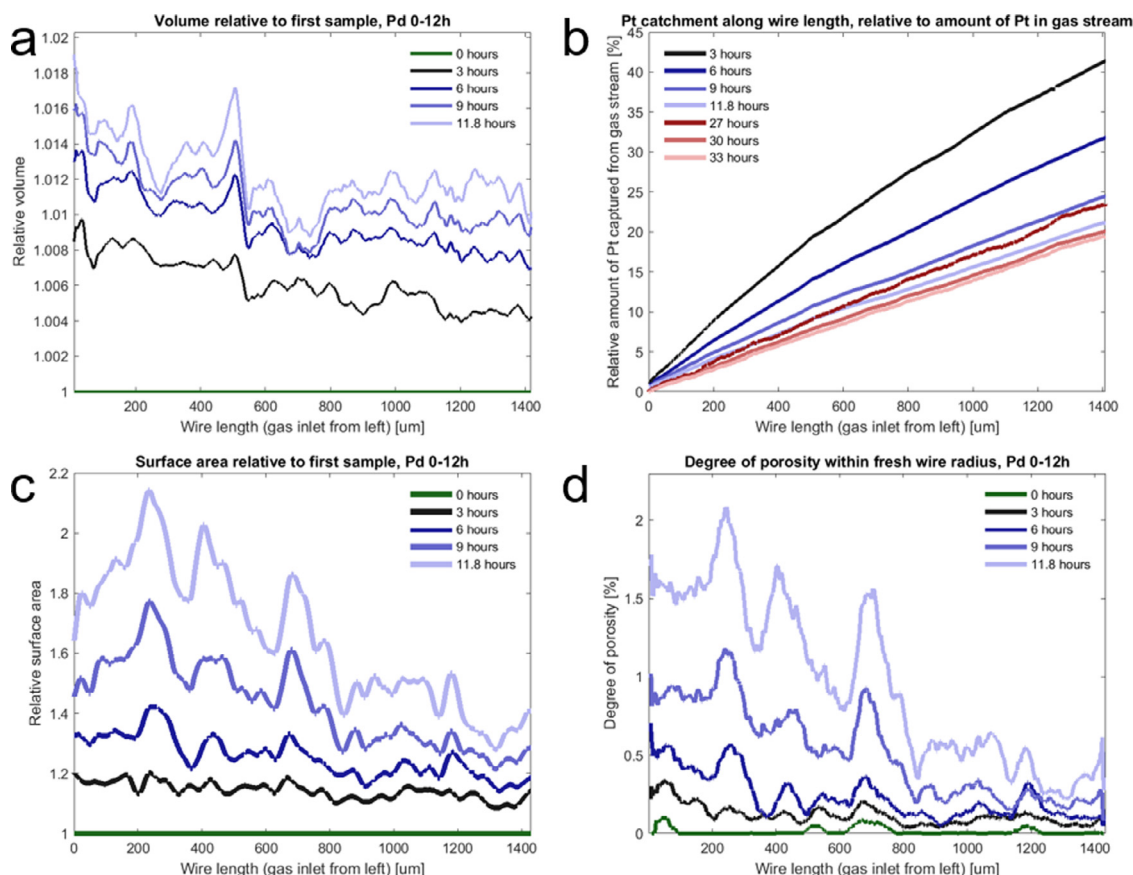 a
Volume relative to first sample, Pd 0-12h
1.02
1.018
1.016
1.014
1.012
1.01
1.008
1.006
1.004
1.002
1
Relative volume
0 hours
3 hours
6 hours
9 hours
11.8 hours
200 400 600 800 1000 1200 1400
Wire length (gas inlet from left) [um]
b
Pt catchment along wire length, relative to amount of Pt in gas stream
45
40
35
30
25
20
15
10
5
0
Relative amount of Pt captured from gas stream [%]
3 hours
6 hours
9 hours
11.8 hours
27 hours
30 hours
33 hours
0 200 400 600 800 1000 1200 1400
Wire length (gas inlet from left) [um]
c
Surface area relative to first sample, Pd 0-12h
2.2
2
1.8
1.6
1.4
1.2
1
Relative surface area
0 hours
3 hours
6 hours
9 hours
11.8 hours
0 200 400 600 800 1000 1200 1400
Wire length (gas inlet from left) [um]
d
Degree of porosity within fresh wire radius, Pd 0-12h
2
1.5
1
0.5
0
Degree of porosity [%]
0 hours
3 hours
6 hours
9 hours
11.8 hours
200 400 600 800 1000 1200 1400
Wire length (gas inlet from left) [um]